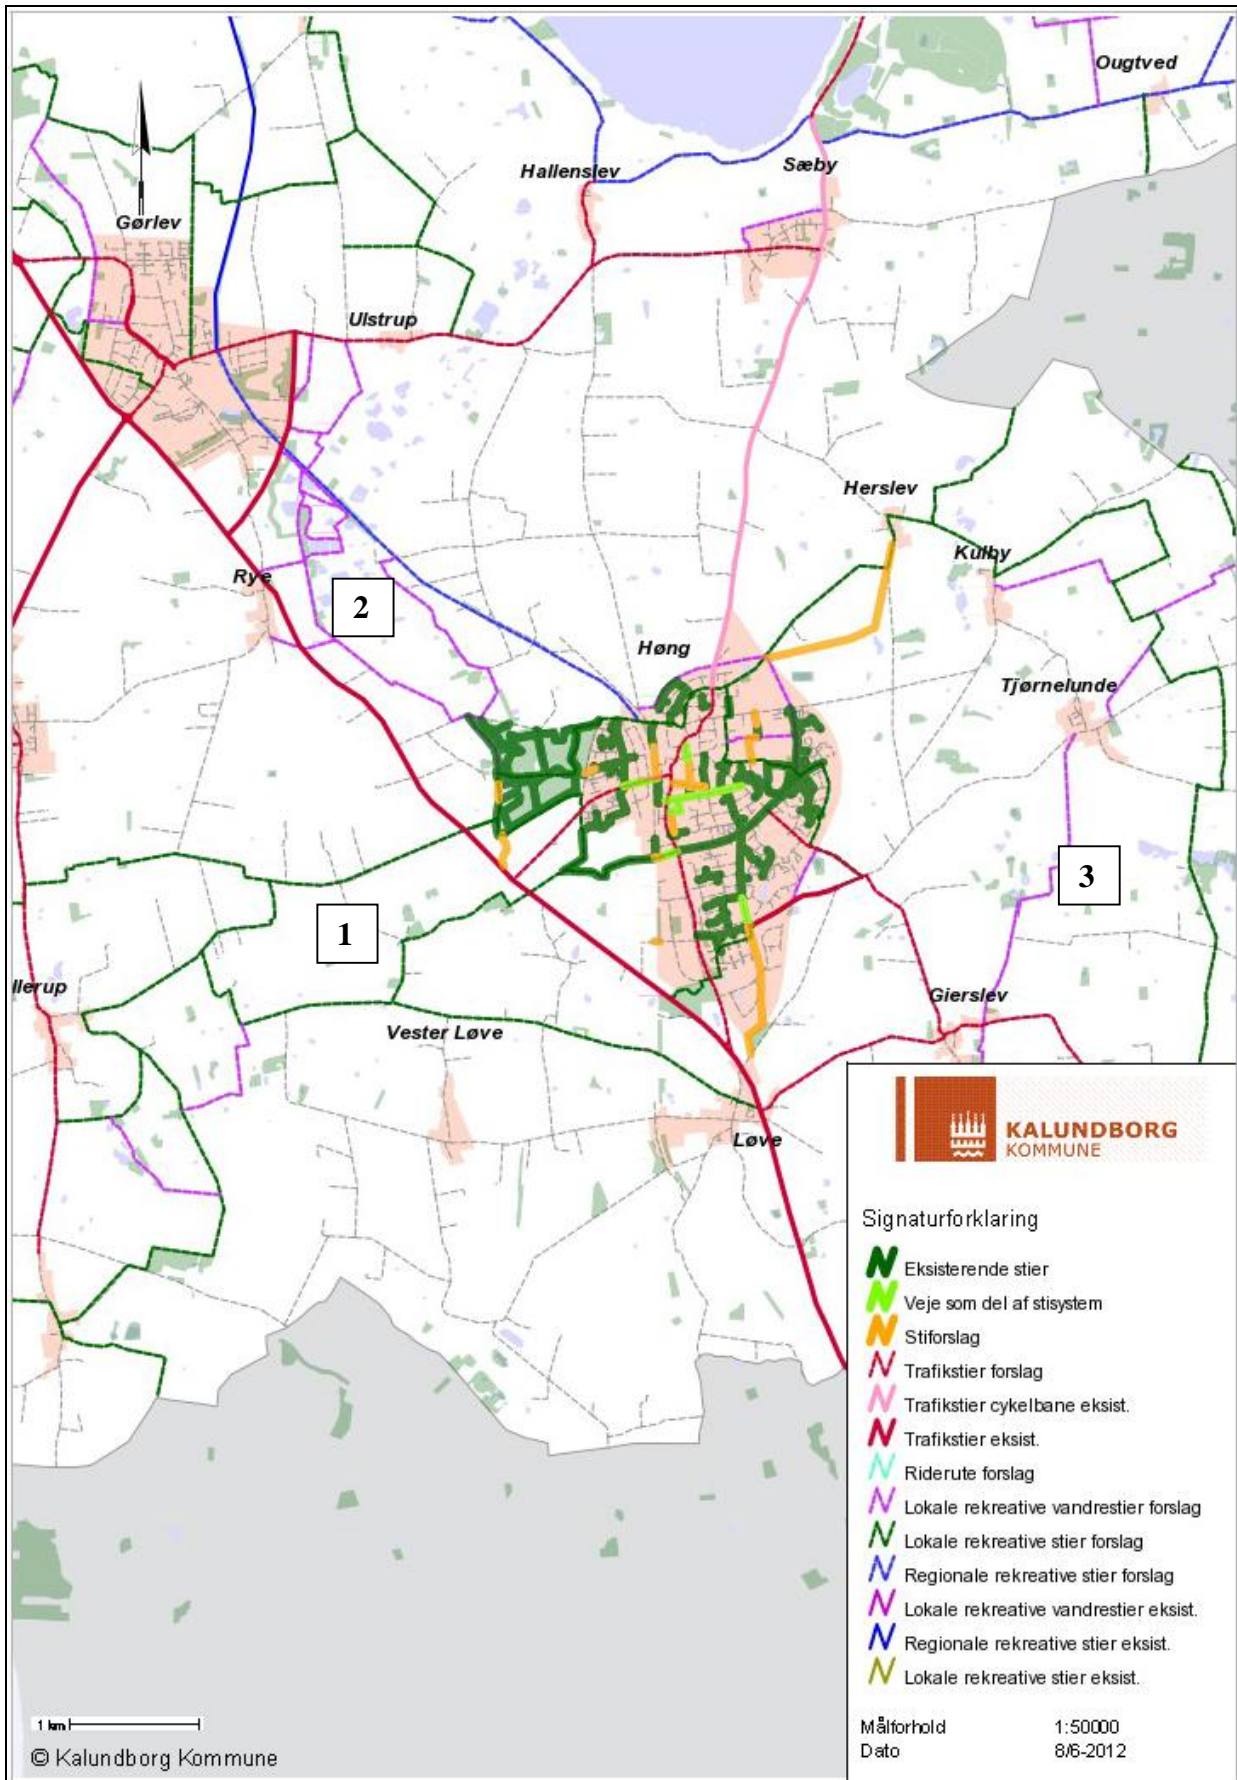 Ougtved
Hallenslev
Sæby
Gørlev
Ulstrup
Herslev
Kulby
Rye
2
Høng
Tjørnelunde
3
1
llerup
Gierslev
Vester Løve
Løve
KALUNDBORG
KOMMUNE
Signaturforklaring
Eksisterende stier
Veje som del af stisystem
Stiforslag
Trafikstier forslag
Trafikstier cykelbane eksist.
Trafikstier eksist.
Riderute forslag
Lokale rekreative vandrestier forslag
Lokale rekreative stier forslag
Regionale rekreative stier forslag
Lokale rekreative vandrestier eksist.
Regionale rekreative stier eksist.
Lokale rekreative stier eksist.
Målforhold 1:50000
Dato 8/6-2012
1 km
© Kalundborg Kommune